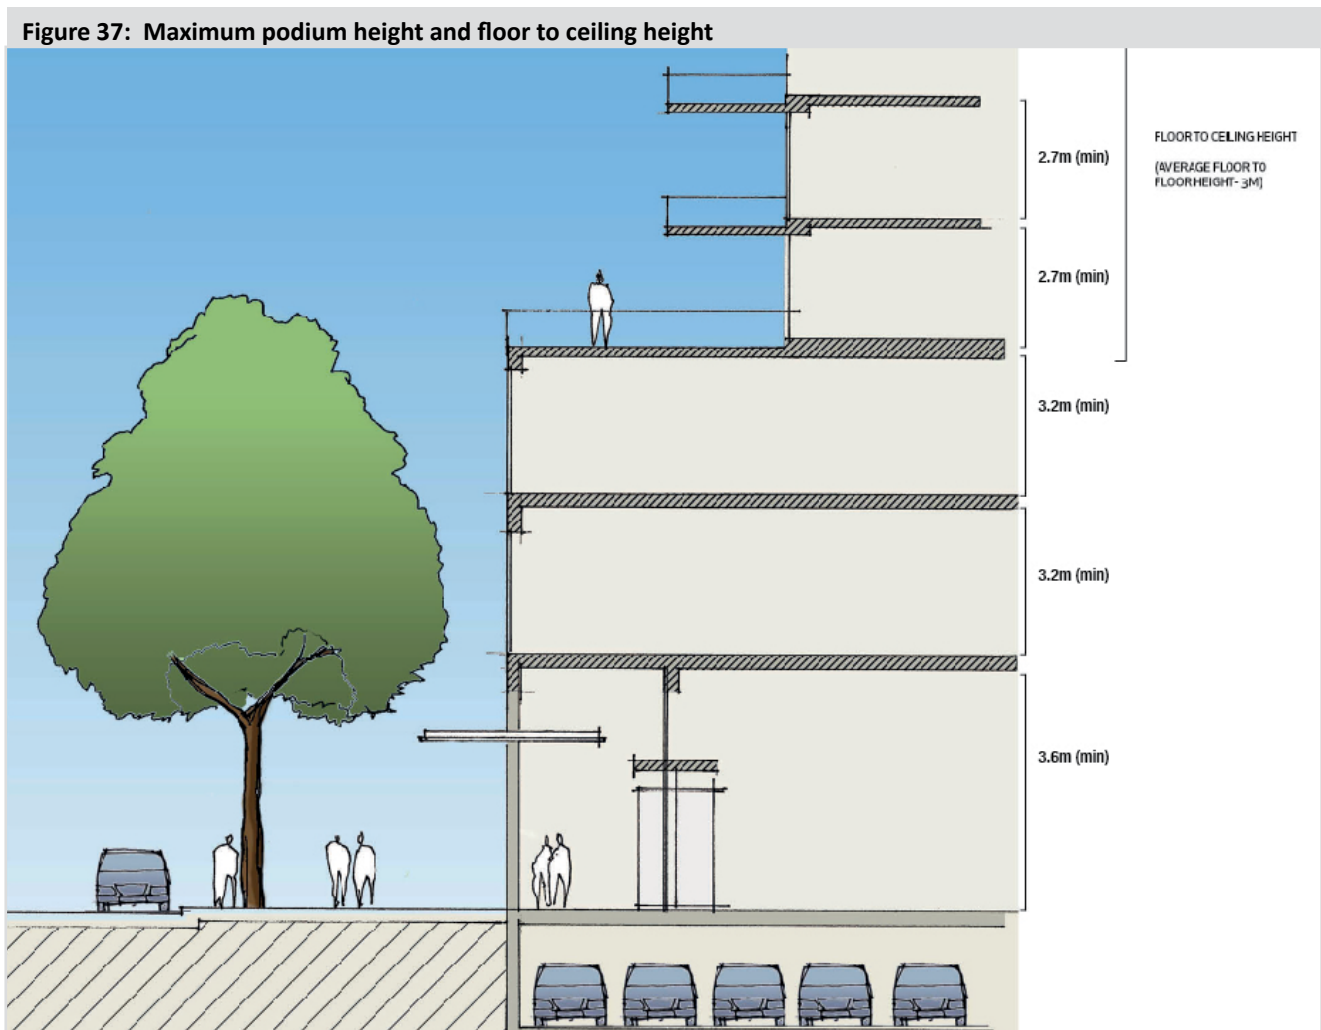 Figure 37: Maximum podium height and floor to ceiling height
2.7m (min)
FLOOR TO CEILING HEIGHT
(AVERAGE FLOOR TO
FLOOR HEIGHT- 3M)
2.7m (min)
3.2m (min)
3.2m (min)
3.6m (min)